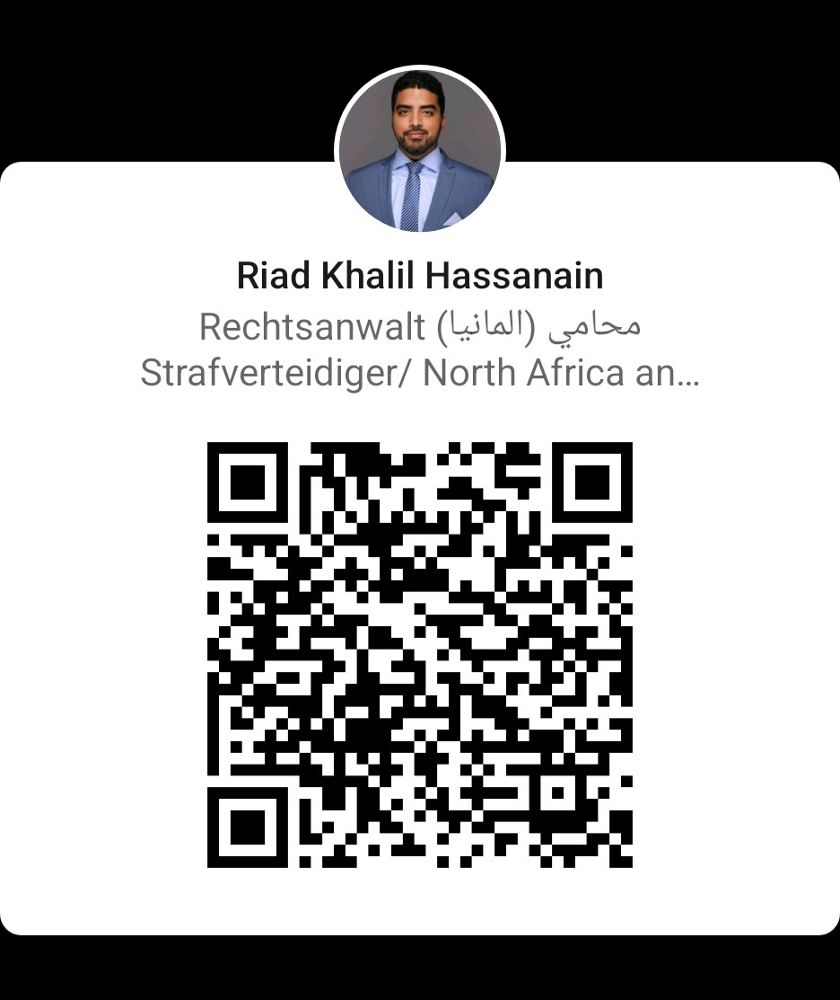 Riad Khalil Hassanain
Rechtsanwalt (المانيا) محامي
Strafverteidiger/ North Africa an...